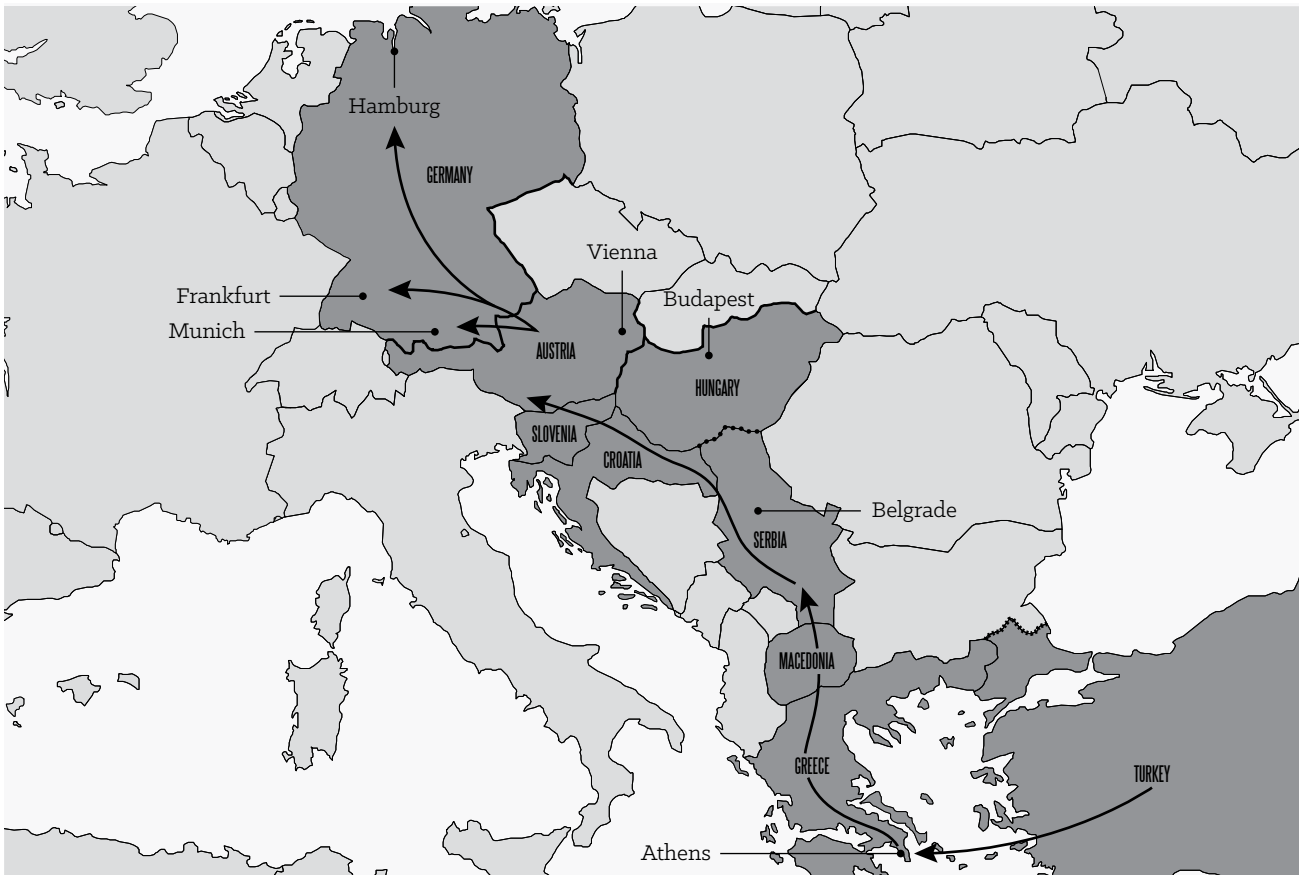 Hamburg
GERMANY
Vienna
Frankfurt
Budapest
Munich
AUSTRIA
HUNGARY
SLOVENIA
CROATIA
Belgrade
SERBIA
MACEDONIA
GREECE
TURKEY
Athens